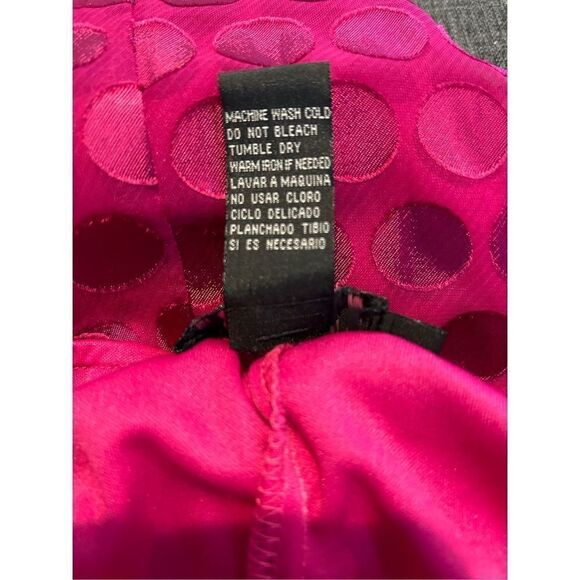 MACHINE WASH COLD
DO NOT BLEACH
TUMBLE DRY
WARM IRON IF NEEDED
LAVAR A MAQUINA
NO USAR CLORO
CICLO DELICADO
PLANCHADO TIBIO
SI ES NECESARIO